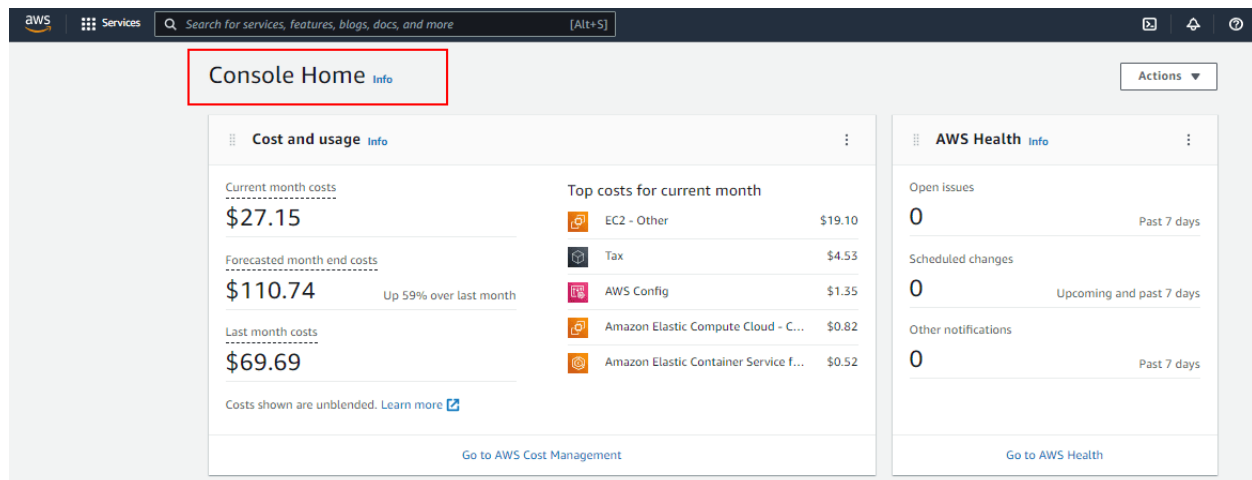 aws Services Search for services, features, blogs, docs, and more [Alt+S]
Console Home Info
Actions
Cost and usage Info
Current month costs
$27.15
Forecasted month end costs
$110.74 Up 59% over last month
Last month costs
$69.69
Costs shown are unblended. Learn more
Top costs for current month
EC2 - Other $19.10
Tax $4.53
AWS Config $1.35
Amazon Elastic Compute Cloud - C... $0.82
Amazon Elastic Container Service f... $0.52
Go to AWS Cost Management
AWS Health Info
Open issues
0 Past 7 days
Scheduled changes
0 Upcoming and past 7 days
Other notifications
0 Past 7 days
Go to AWS Health